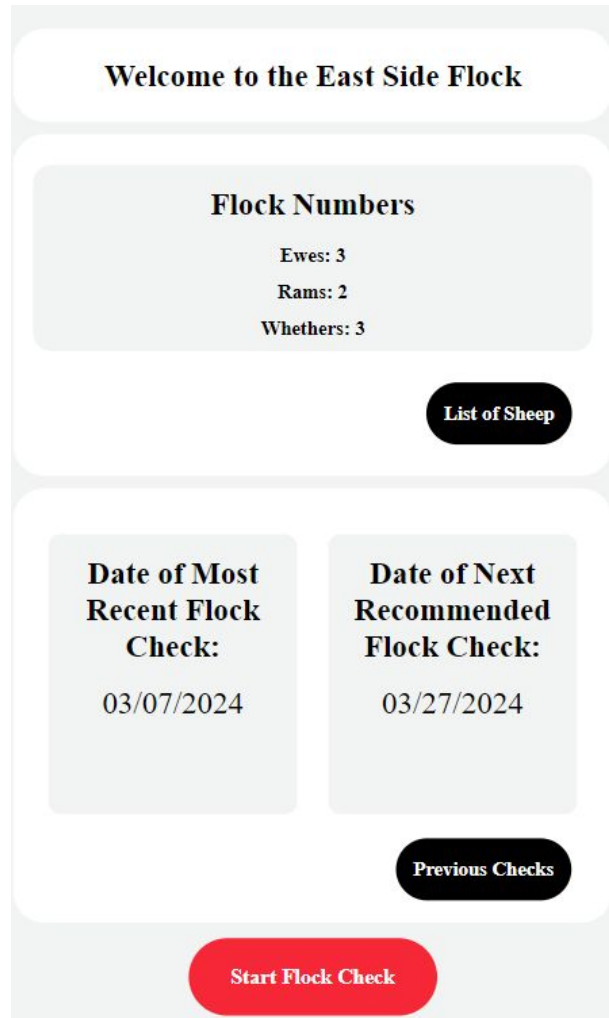 Welcome to the East Side Flock
Flock Numbers
Ewes: 3
Rams: 2
Whethers: 3
List of Sheep
Date of Most
Recent Flock
Check:
03/07/2024
Date of Next
Recommended
Flock Check:
03/27/2024
Previous Checks
Start Flock Check